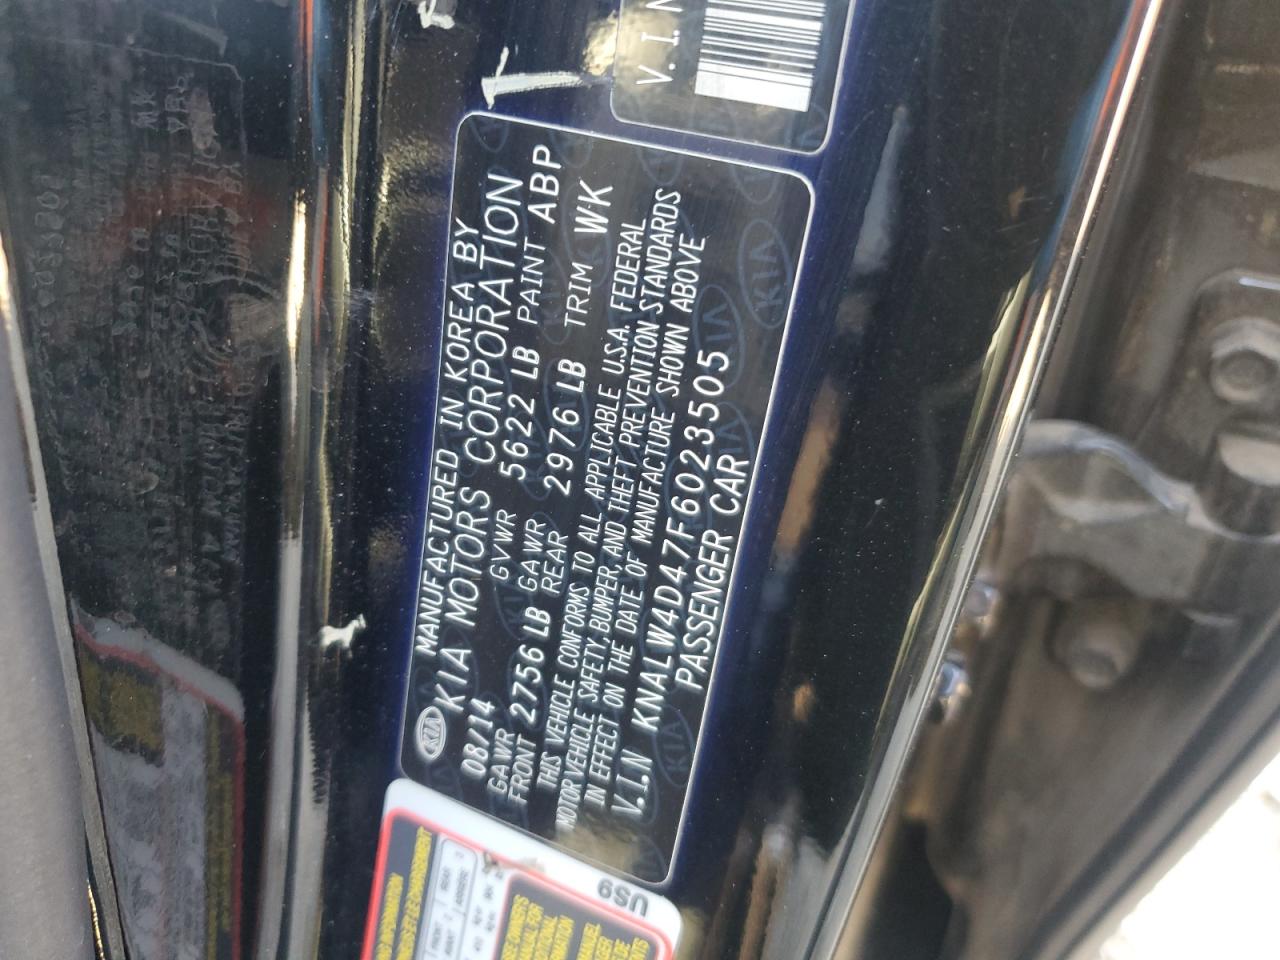 V.I.N
KIA
MANUFACTURED IN KOREA BY
KIA MOTORS CORPORATION
08/14 GVWR 5622 LB PAINT ABP
GAWR FRONT 2756 LB GAWR REAR 2976 LB TRIM WK
THIS VEHICLE CONFORMS TO ALL APPLICABLE U.S.A. FEDERAL
MOTOR VEHICLE SAFETY, BUMPER, AND THEFT PREVENTION STANDARDS
IN EFFECT ON THE DATE OF MANUFACTURE SHOWN ABOVE
V.I.N KNALW4D47F6023505
PASSENGER CAR
US9